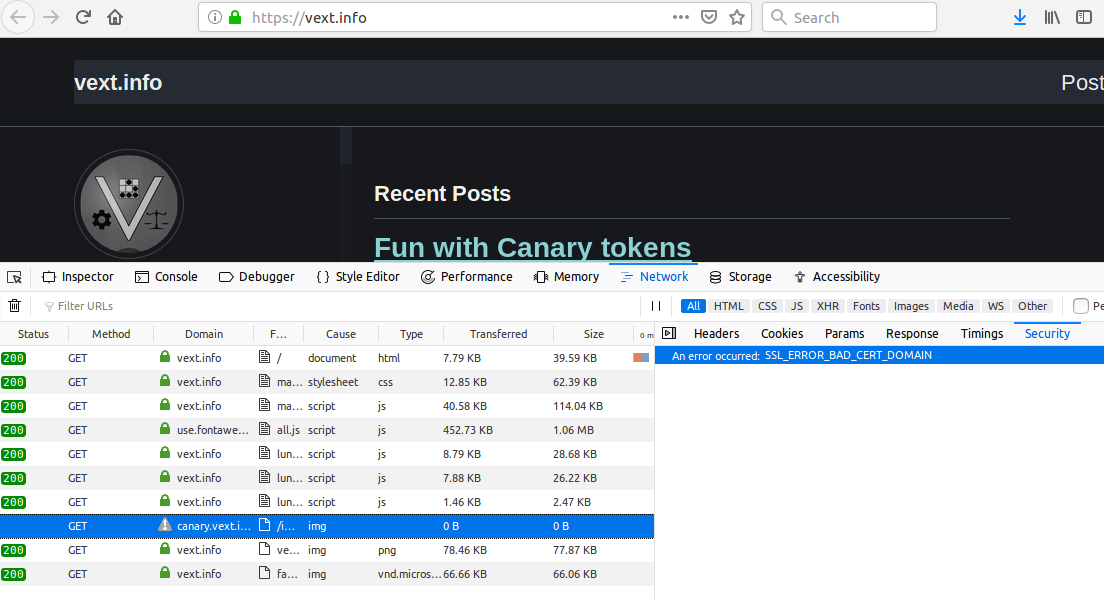 https://vext.info
Search
vext.info
Post
V
Recent Posts
Fun with Canary tokens
Inspector Console Debugger { } Style Editor Performance Memory Network Storage Accessibility
Filter URLs All HTML CSS JS XHR Fonts Images Media WS Other Pe
Status Method Domain F... Cause Type Transferred Size 0 m Headers Cookies Params Response Timings Security
An error occurred: SSL_ERROR_BAD_CERT_DOMAIN
200 GET vext.info / document html 7.79 KB 39.59 KB
200 GET vext.info ma... stylesheet css 12.85 KB 62.39 KB
200 GET vext.info ma... script js 40.58 KB 114.04 KB
200 GET use.fontawe... all.js script js 452.73 KB 1.06 MB
200 GET vext.info lun... script js 8.79 KB 28.68 KB
200 GET vext.info lun... script js 7.88 KB 26.22 KB
200 GET vext.info lun... script js 1.46 KB 2.47 KB
GET canary.vext.i... /i... img 0 B 0 B
200 GET vext.info ve... img png 78.46 KB 77.87 KB
200 GET vext.info fa... img vnd.micros... 66.66 KB 66.06 KB